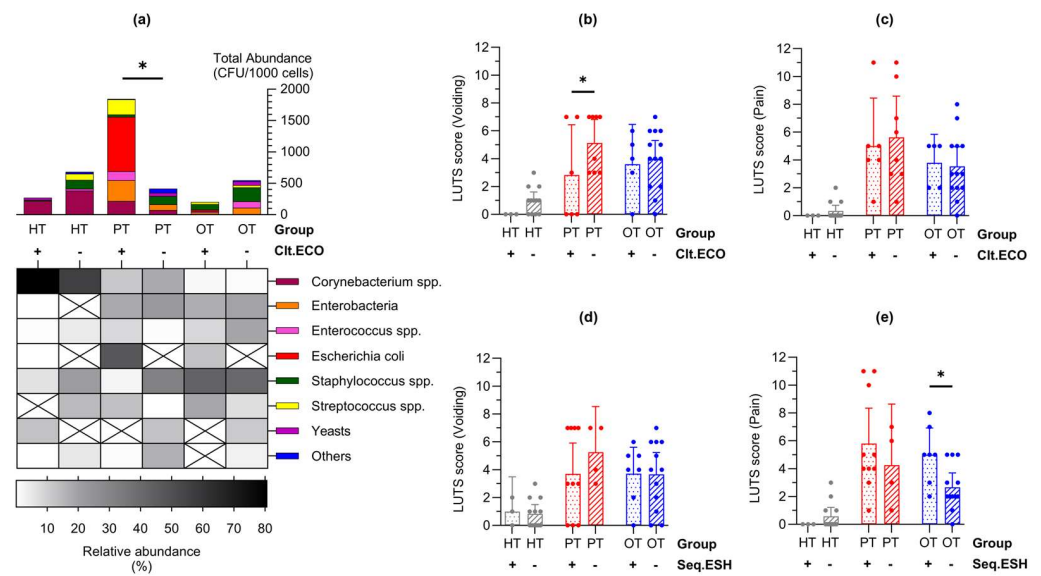 (a)
Total Abundance
(CFU/1000 cells)
*
2000
1500
1000
500
0
HT HT PT PT OT OT Group
+ - + - + - Clt.ECO
Corynebacterium spp.
Enterobacteria
Enterococcus spp.
Escherichia coli
Staphylococcus spp.
Streptococcus spp.
Yeasts
Others
10 20 30 40 50 60 70 80
Relative abundance
(%)
(b)
LUTS score (Voiding)
12
10
8
6
4
2
0
*
HT HT PT PT OT OT Group
+ - + - + - Clt.ECO
(c)
LUTS score (Pain)
12
10
8
6
4
2
0
HT HT PT PT OT OT Group
+ - + - + - Clt.ECO
(d)
LUTS score (Voiding)
12
10
8
6
4
2
0
HT HT PT PT OT OT Group
+ - + - + - Seq.ESH
(e)
LUTS score (Pain)
12
10
8
6
4
2
0
*
HT HT PT PT OT OT Group
+ - + - + - Seq.ESH